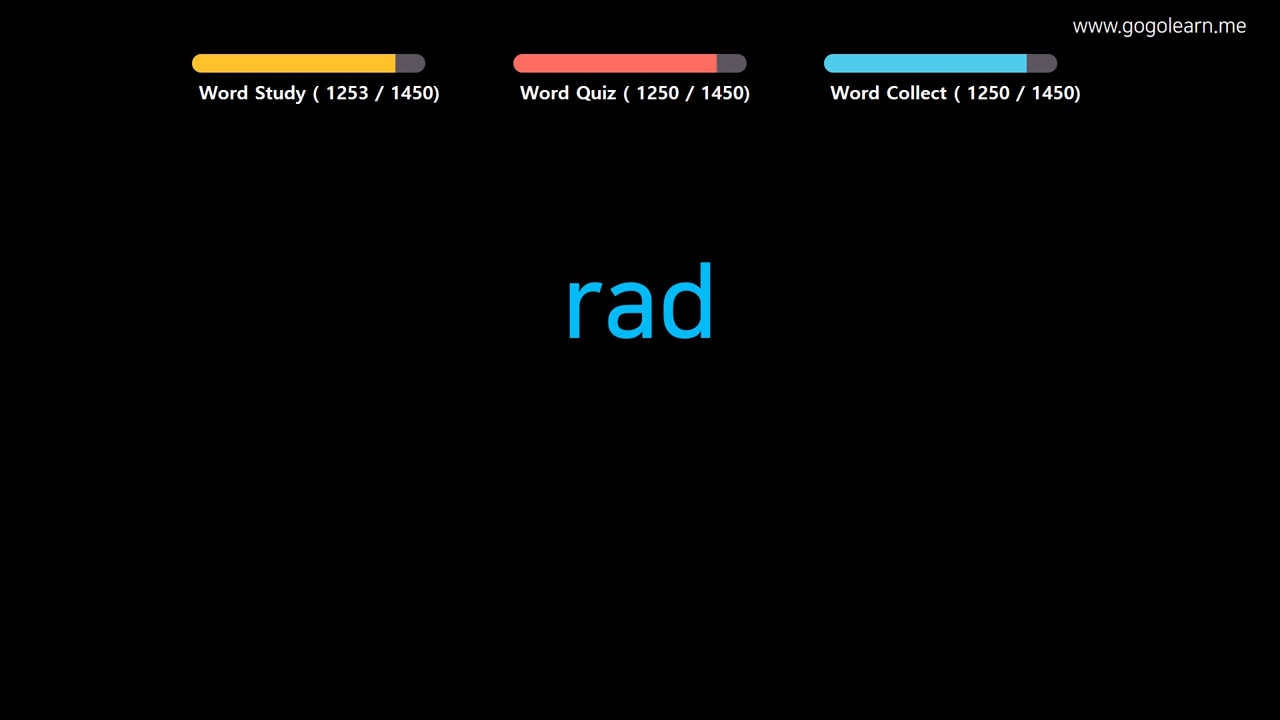 www.gogolearn.me
Word Study ( 1253 / 1450)
Word Quiz ( 1250 / 1450)
Word Collect ( 1250 / 1450)
rad